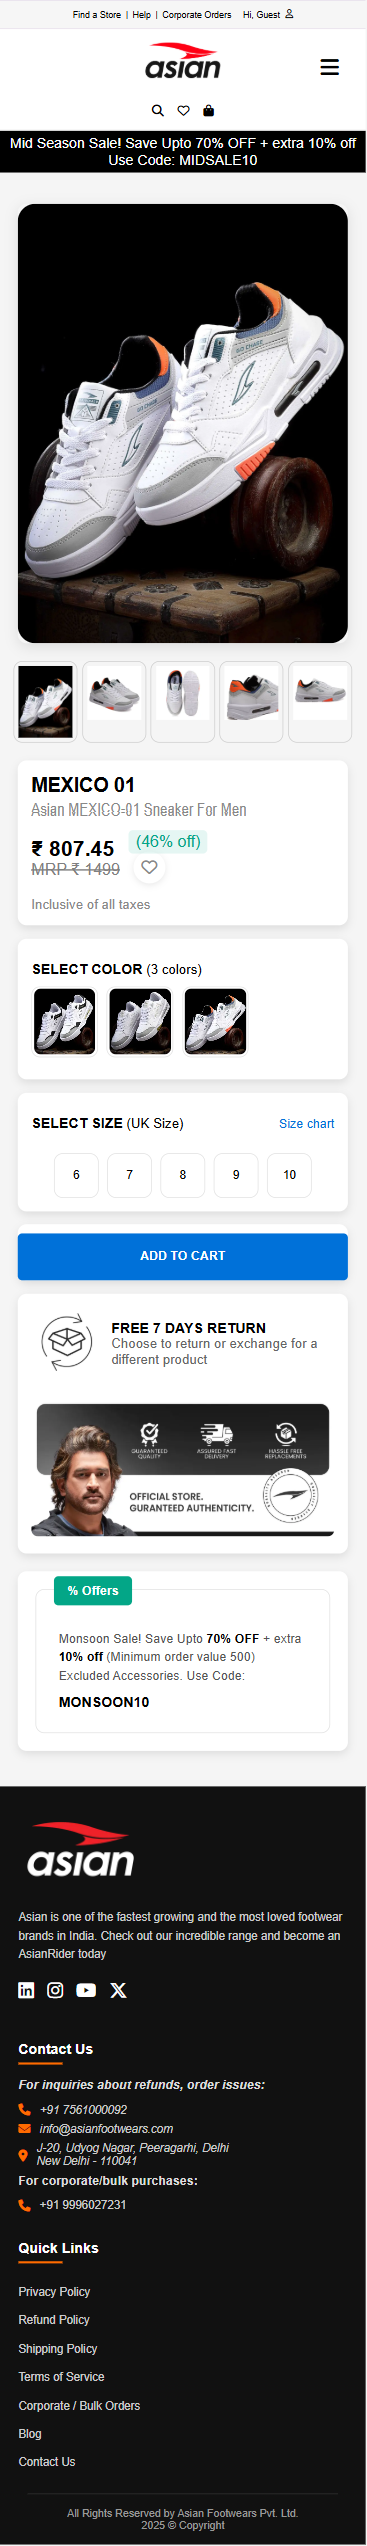 Find a Store | Help | Corporate Orders Hi, Guest
asian
Mid Season Sale! Save Upto 70% OFF + extra 10% off
Use Code: MIDSALE10
MEXICO 01
Asian MEXICO-01 Sneaker For Men
₹ 807.45 (46% off)
MRP ₹ 1499
Inclusive of all taxes
SELECT COLOR (3 colors)
SELECT SIZE (UK Size) Size chart
6 7 8 9 10
ADD TO CART
FREE 7 DAYS RETURN
Choose to return or exchange for a
different product
GUARANTEED
QUALITY
ASSURED FAST
DELIVERY
HASSLE FREE
REPLACEMENTS
OFFICIAL STORE.
GURANTEED AUTHENTICITY.
% Offers
Monsoon Sale! Save Upto 70% OFF + extra
10% off (Minimum order value 500)
Excluded Accessories. Use Code:
MONSOON10
asian
Asian is one of the fastest growing and the most loved footwear
brands in India. Check out our incredible range and become an
AsianRider today
Contact Us
For inquiries about refunds, order issues:
+91 7561000092
info@asianfootwears.com
J-20, Udyog Nagar, Peeragarhi, Delhi
New Delhi - 110041
For corporate/bulk purchases:
+91 9996027231
Quick Links
Privacy Policy
Refund Policy
Shipping Policy
Terms of Service
Corporate / Bulk Orders
Blog
Contact Us
All Rights Reserved by Asian Footwears Pvt. Ltd.
2025 © Copyright